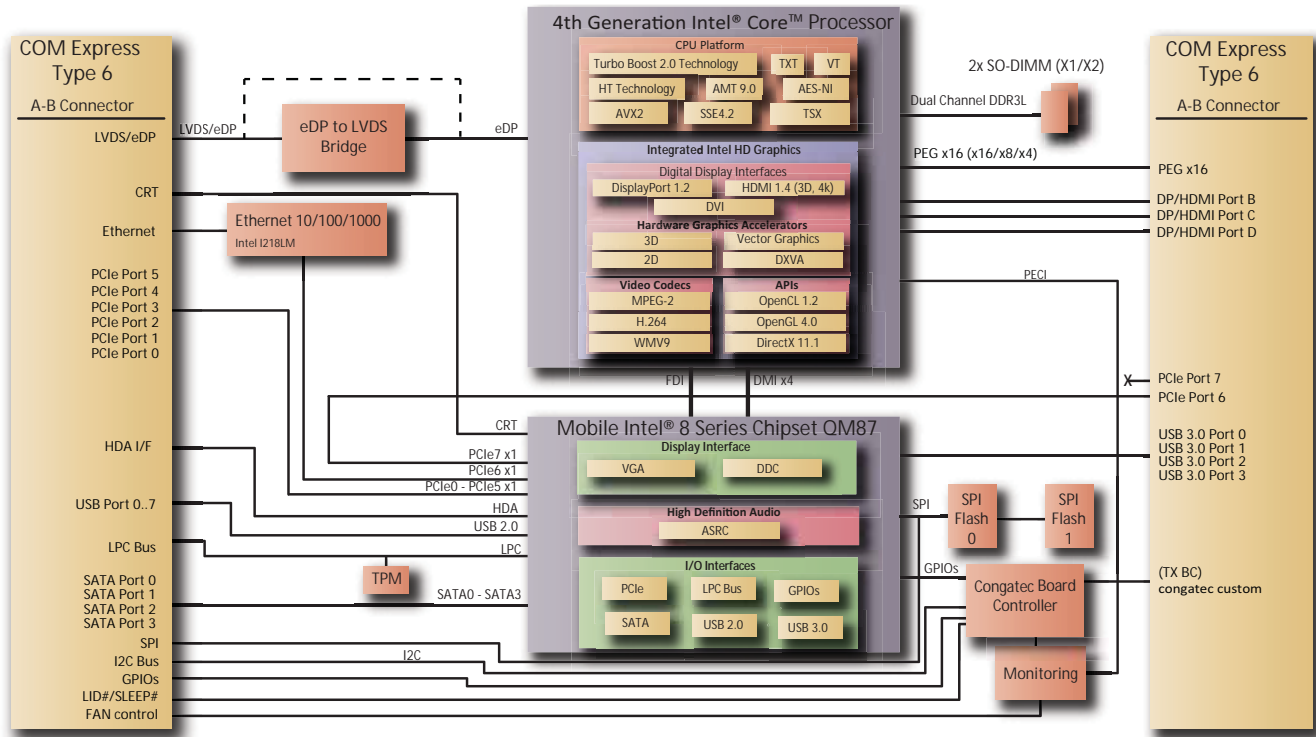 COM Express
Type 6
A-B Connector
LVDS/eDP
CRT
Ethernet
PCIe Port 5
PCIe Port 4
PCIe Port 3
PCIe Port 2
PCIe Port 1
PCIe Port 0
HDA I/F
USB Port 0..7
LPC Bus
SATA Port 0
SATA Port 1
SATA Port 2
SATA Port 3
SPI
I2C Bus
GPIOs
LID#/SLEEP#
FAN control
LVDS/eDP
eDP to LVDS
Bridge
eDP
Ethernet 10/100/1000
Intel I218LM
4th Generation Intel® Core™ Processor
CPU Platform
Turbo Boost 2.0 Technology
TXT
VT
HT Technology
AMT 9.0
AES-NI
AVX2
SSE4.2
TSX
Integrated Intel HD Graphics
Digital Display Interfaces
DisplayPort 1.2
HDMI 1.4 (3D, 4k)
DVI
Hardware Graphics Accelerators
3D
Vector Graphics
2D
DXVA
Video Codecs
APIs
MPEG-2
OpenCL 1.2
H.264
OpenGL 4.0
WMV9
DirectX 11.1
FDI
DMI x4
CRT
PCIe7 x1
PCIe6 x1
PCIe0 - PCIe5 x1
HDA
USB 2.0
LPC
TPM
SATA0 - SATA3
I2C
Mobile Intel® 8 Series Chipset QM87
Display Interface
VGA
DDC
High Definition Audio
ASRC
I/O Interfaces
PCIe
LPC Bus
GPIOs
SATA
USB 2.0
USB 3.0
2x SO-DIMM (X1/X2)
Dual Channel DDR3L
PEG x16 (x16/x8/x4)
PECI
X
SPI
SPI
Flash
0
SPI
Flash
1
GPIOs
Congatec Board
Controller
Monitoring
COM Express
Type 6
A-B Connector
PEG x16
DP/HDMI Port B
DP/HDMI Port C
DP/HDMI Port D
PCIe Port 7
PCIe Port 6
USB 3.0 Port 0
USB 3.0 Port 1
USB 3.0 Port 2
USB 3.0 Port 3
(TX BC)
congatec custom